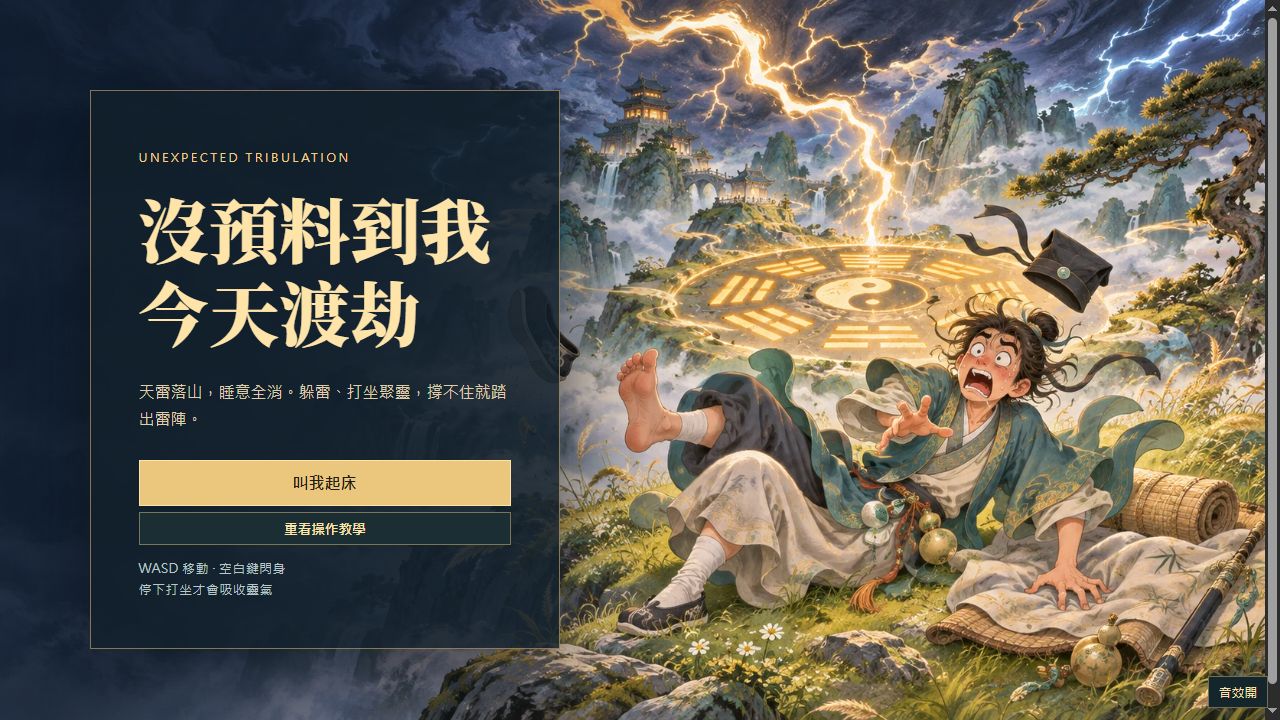 UNEXPECTED TRIBULATION
沒預料到我
今天渡劫
天雷落山，睡意全消。躲雷、打坐聚靈，撐不住就踏
出雷陣。
叫我起床
重看操作教學
WASD 移動 · 空白鍵閃身
停下打坐才會吸收靈氣
音效開